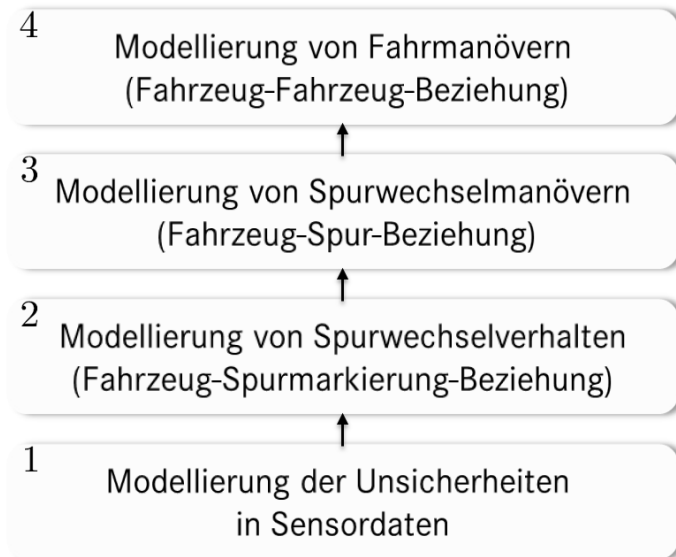 4
Modellierung von Fahrmanövern
(Fahrzeug-Fahrzeug-Beziehung)
3
Modellierung von Spurwechselmanövern
(Fahrzeug-Spur-Beziehung)
2
Modellierung von Spurwechselverhalten
(Fahrzeug-Spurmarkierung-Beziehung)
1
Modellierung der Unsicherheiten
in Sensordaten